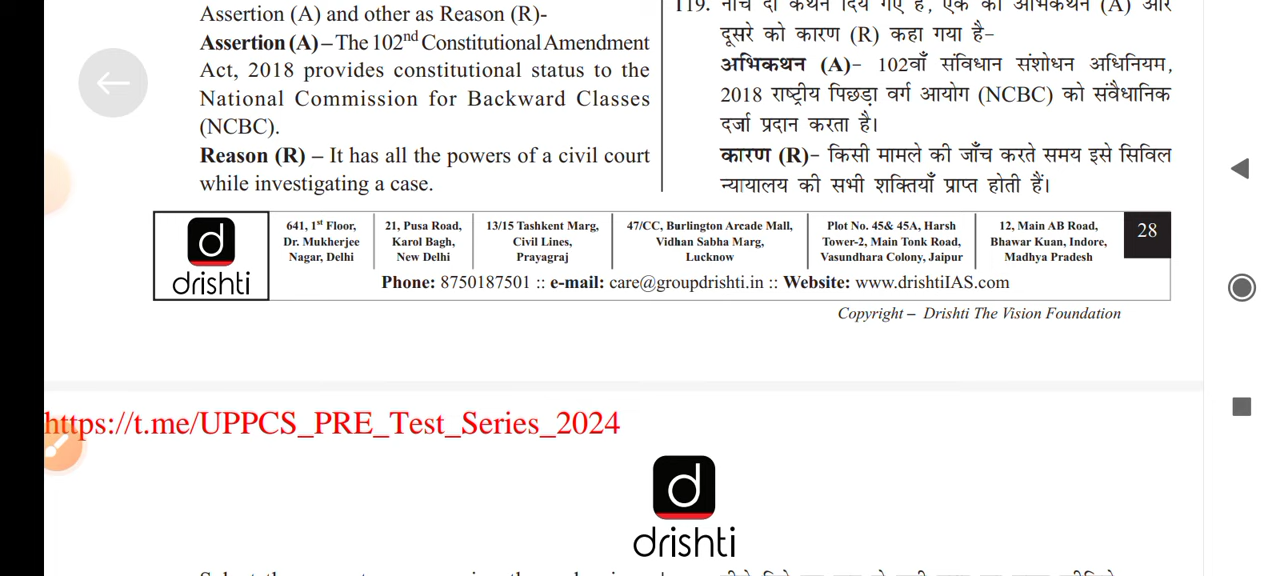 Assertion (A) and other as Reason (R)-
Assertion (A) – The 102nd Constitutional Amendment
Act, 2018 provides constitutional status to the
National Commission for Backward Classes
(NCBC).
Reason (R) – It has all the powers of a civil court
while investigating a case.
119. नीचे दो कथन दिये गए हैं, एक को अभिकथन (A) और
दूसरे को कारण (R) कहा गया है–
अभिकथन (A)– 102वाँ संविधान संशोधन अधिनियम,
2018 राष्ट्रीय पिछड़ा वर्ग आयोग (NCBC) को संवैधानिक
दर्जा प्रदान करता है।
कारण (R)– किसी मामले की जाँच करते समय इसे सिविल
न्यायालय की सभी शक्तियाँ प्राप्त होती हैं।
drishti
641, 1st Floor,
Dr. Mukherjee
Nagar, Delhi
21, Pusa Road,
Karol Bagh,
New Delhi
13/15 Tashkent Marg,
Civil Lines,
Prayagraj
47/CC, Burlington Arcade Mall,
Vidhan Sabha Marg,
Lucknow
Plot No. 45& 45A, Harsh
Tower-2, Main Tonk Road,
Vasundhara Colony, Jaipur
12, Main AB Road,
Bhawar Kuan, Indore,
Madhya Pradesh
28
Phone: 8750187501 :: e-mail: care@groupdrishti.in :: Website: www.drishtiIAS.com
Copyright – Drishti The Vision Foundation
https://t.me/UPPCS_PRE_Test_Series_2024
drishti